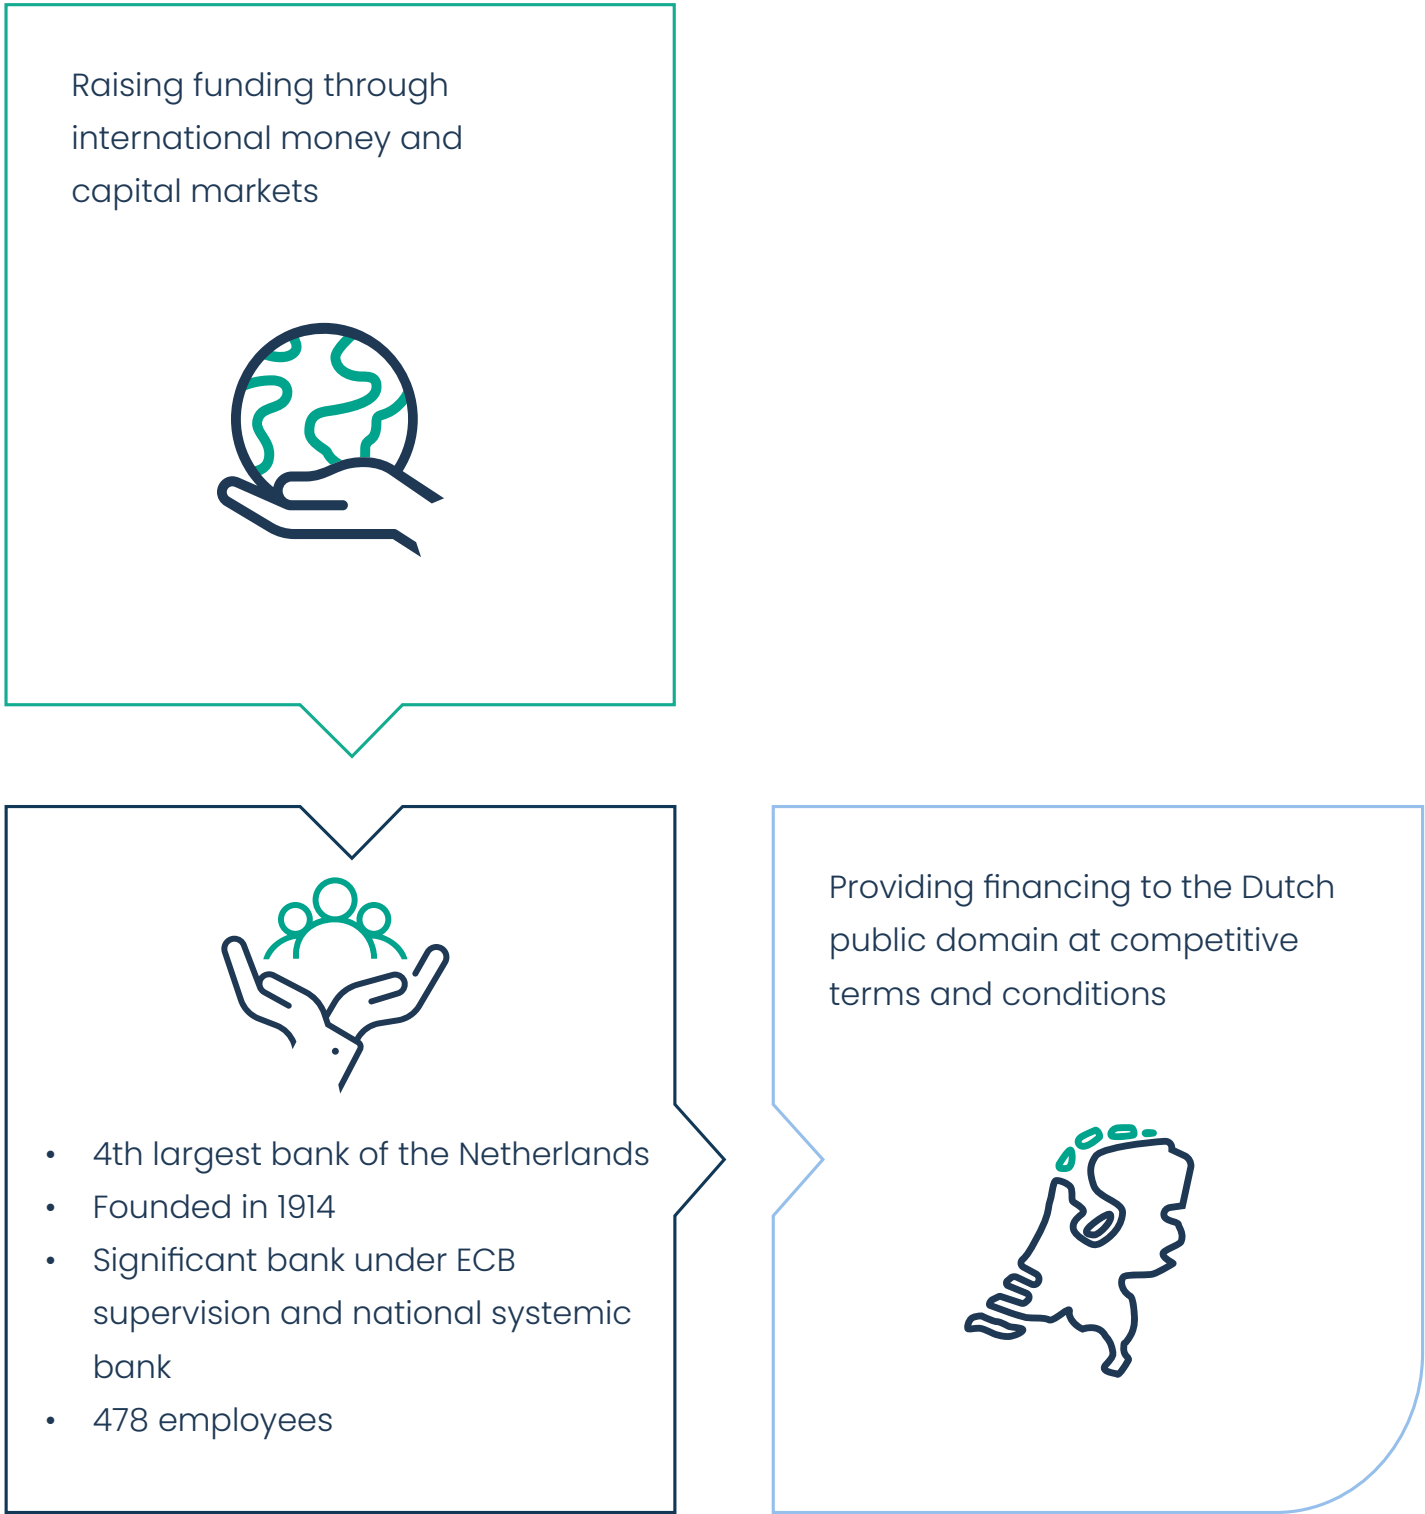 Raising funding through
international money and
capital markets
• 4th largest bank of the Netherlands
• Founded in 1914
• Significant bank under ECB
supervision and national systemic
bank
• 478 employees
Providing financing to the Dutch
public domain at competitive
terms and conditions